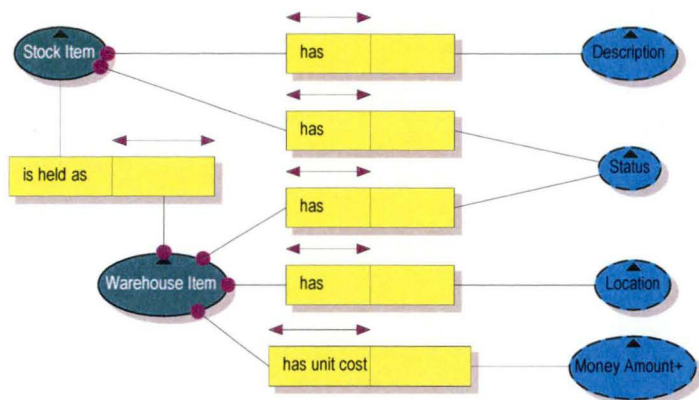 Stock Item
has
Description
has
Status
is held as
has
Warehouse Item
has
Location
has unit cost
Money Amount+